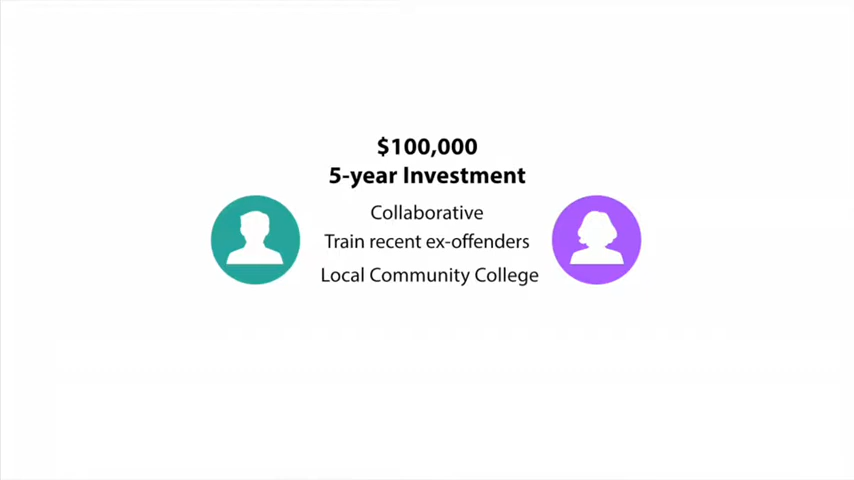 $100,000
5-year Investment
Collaborative
Train recent ex-offenders
Local Community College